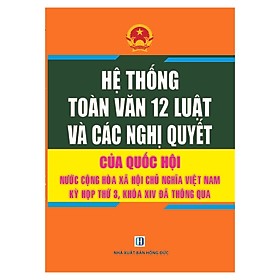 HỆ THỐNG
TOÀN VĂN 12 LUẬT
VÀ CÁC NGHỊ QUYẾT
CỦA QUỐC HỘI
NƯỚC CỘNG HÒA XÃ HỘI CHỦ NGHĨA VIỆT NAM
KỲ HỌP THỨ 3, KHÓA XIV ĐÃ THÔNG QUA
NHÀ XUẤT BẢN HỒNG ĐỨC